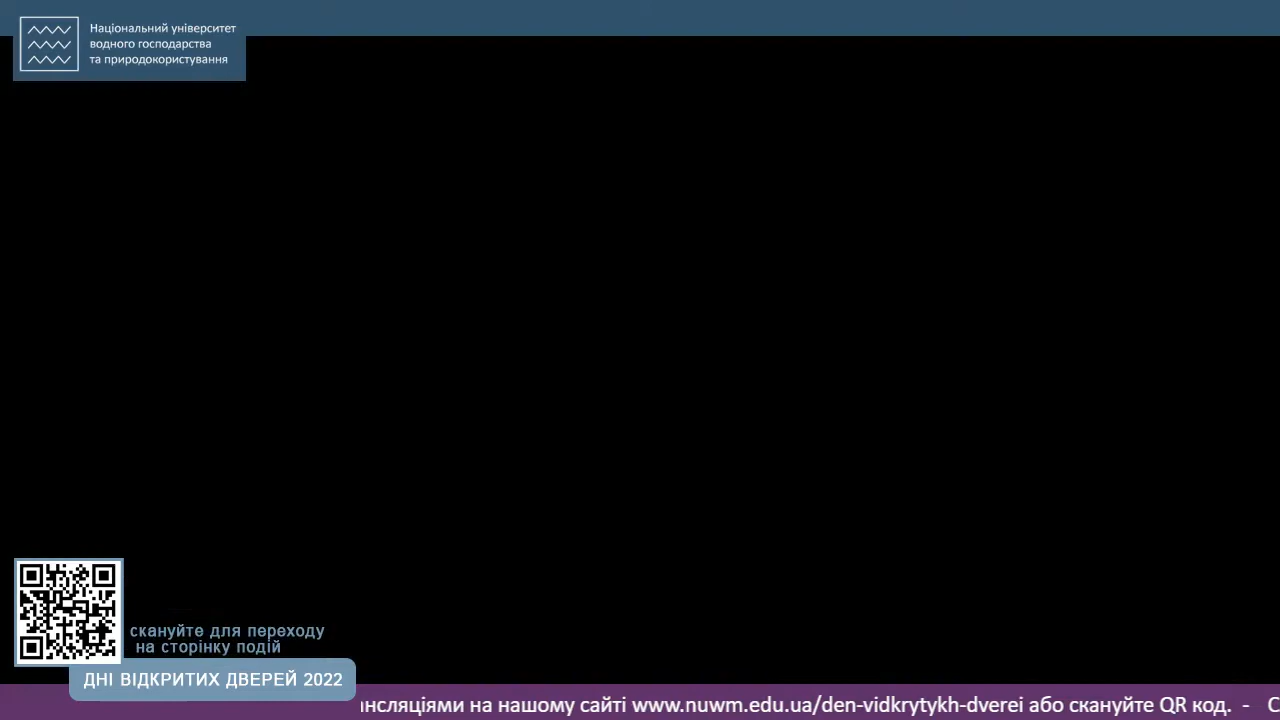 Національний університет
водного господарства
та природокористування
скануйте для переходу
на сторінку подій
ДНІ ВІДКРИТИХ ДВЕРЕЙ 2022
на нашому сайті www.nuwm.edu.ua/den-vidkrytykh-dverei або скануйте QR код. -